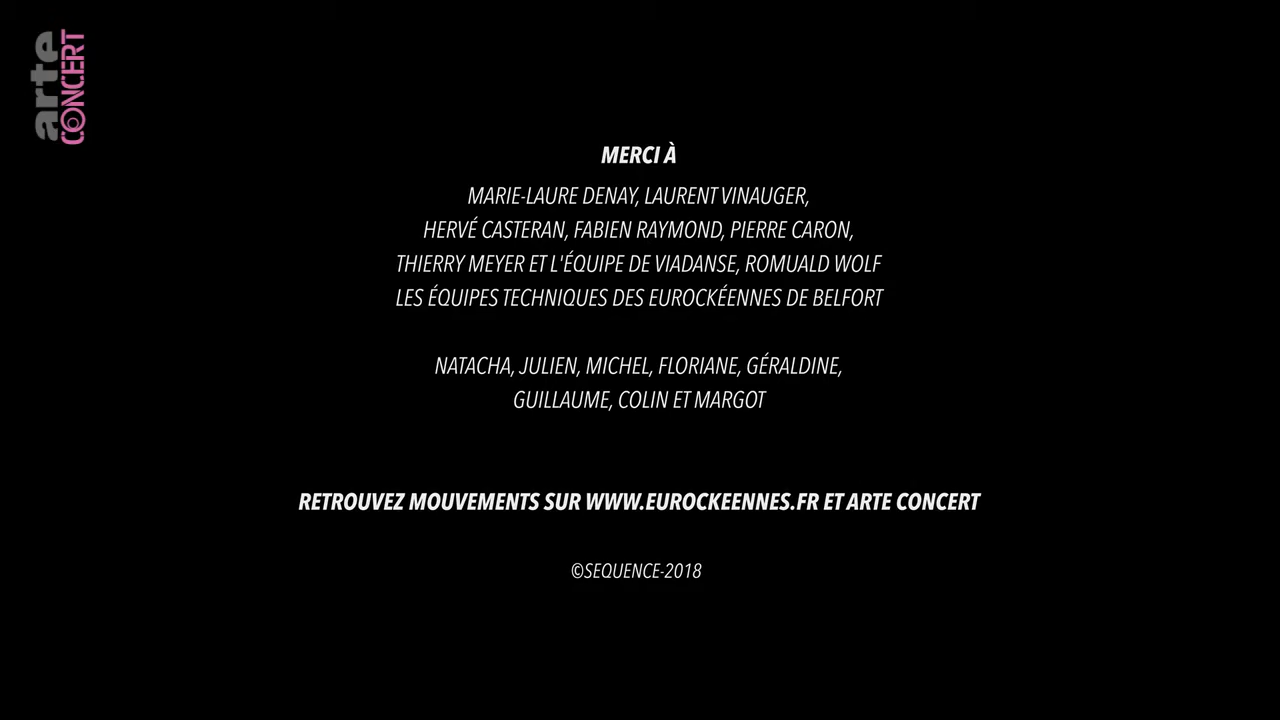 arte
CONCERT
MERCI À
MARIE-LAURE DENAY, LAURENT VINAUGER,
HERVÉ CASTERAN, FABIEN RAYMOND, PIERRE CARON,
THIERRY MEYER ET L'ÉQUIPE DE VIADANSE, ROMUALD WOLF
LES ÉQUIPES TECHNIQUES DES EUROCKÉENNES DE BELFORT
NATACHA, JULIEN, MICHEL, FLORIANE, GÉRALDINE,
GUILLAUME, COLIN ET MARGOT
RETROUVEZ MOUVEMENTS SUR WWW.EUROCKEENNES.FR ET ARTE CONCERT
©SEQUENCE-2018